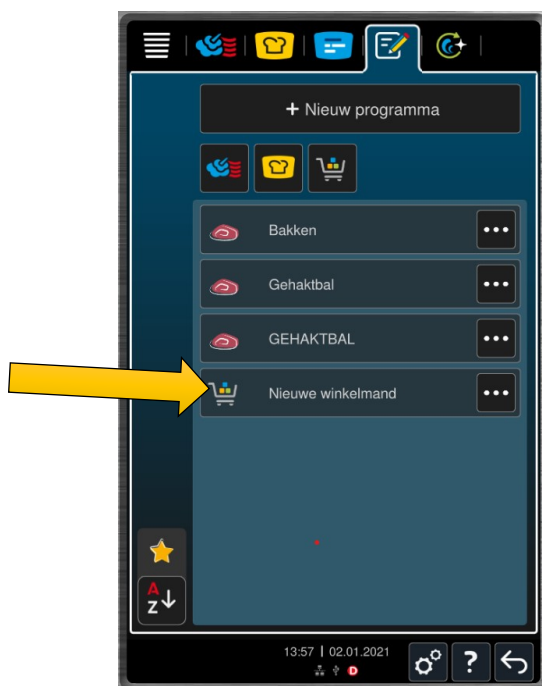 + Nieuw programma
Bakken
Gehaktbal
GEHAKTBAL
Nieuwe winkelmand
A
Z
13:57 | 02.01.2021
D
?